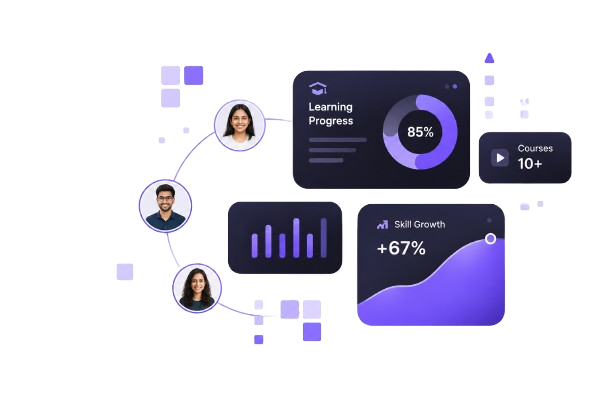 Learning
Progress
85%
Courses
10+
Skill Growth
+67%